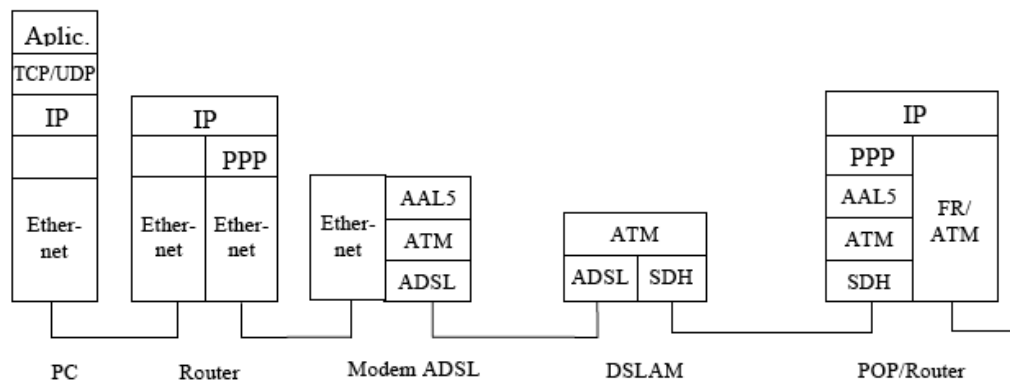 Aplic.
TCP/UDP
IP
Ether-
net
IP
PPP
Ether-
net
Ether-
net
Ether-
net
AAL5
ATM
ADSL
ATM
ADSL
SDH
IP
PPP
AAL5
ATM
SDH
FR/
ATM
PC
Router
Modem ADSL
DSLAM
POP/Router